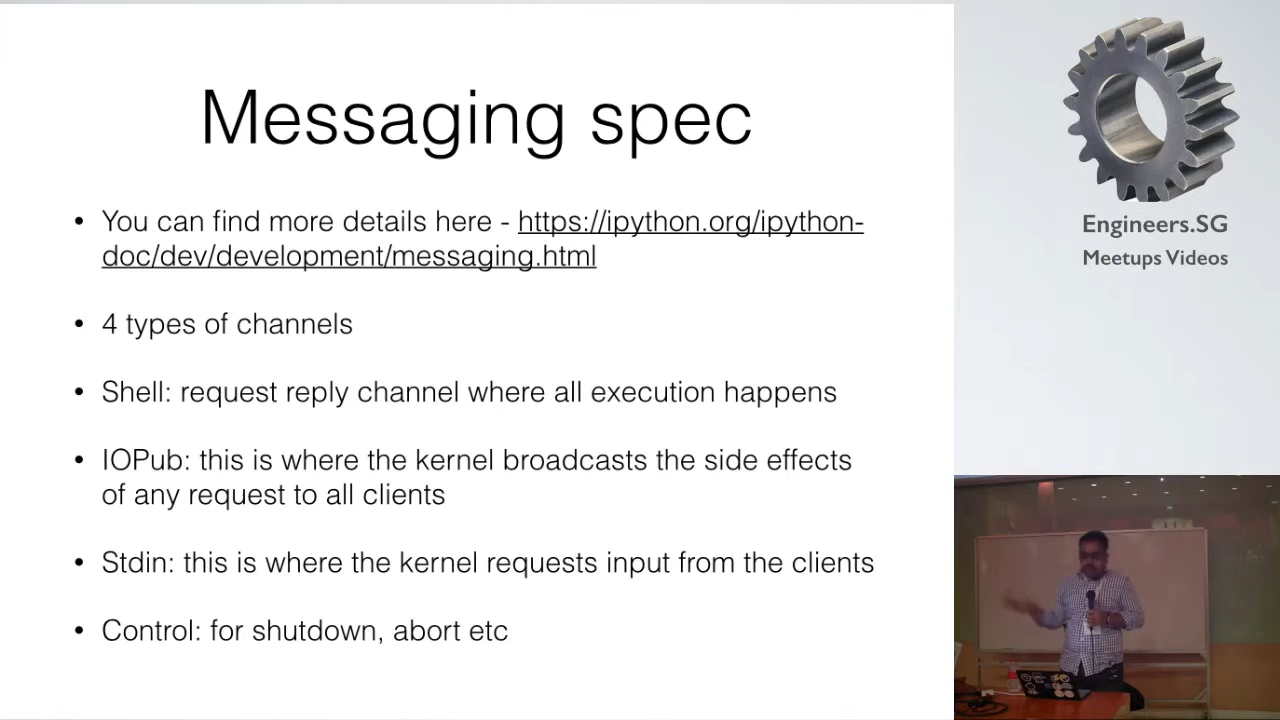 Messaging spec
• You can find more details here - https://ipython.org/ipython-
doc/dev/development/messaging.html
• 4 types of channels
• Shell: request reply channel where all execution happens
• IOPub: this is where the kernel broadcasts the side effects
of any request to all clients
• Stdin: this is where the kernel requests input from the clients
• Control: for shutdown, abort etc
Engineers.SG
Meetups Videos